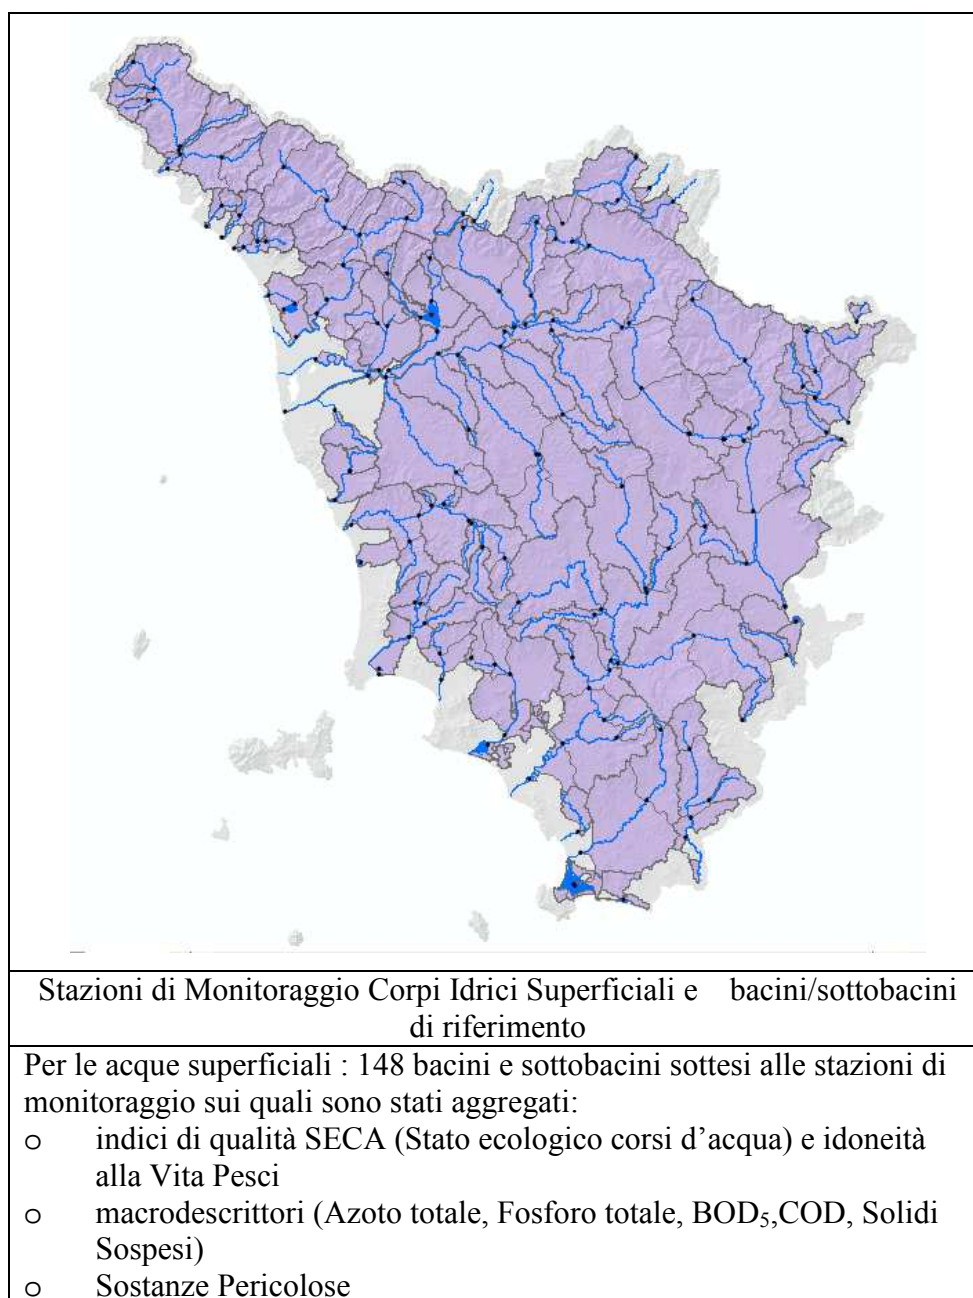 Stazioni di Monitoraggio Corpi Idrici Superficiali e bacini/sottobacini
di riferimento
Per le acque superficiali : 148 bacini e sottobacini sottesi alle stazioni di
monitoraggio sui quali sono stati aggregati:
o indici di qualità SECA (Stato ecologico corsi d’acqua) e idoneità
alla Vita Pesci
o macrodescrittori (Azoto totale, Fosforo totale, BOD₅,COD, Solidi
Sospesi)
o Sostanze Pericolose